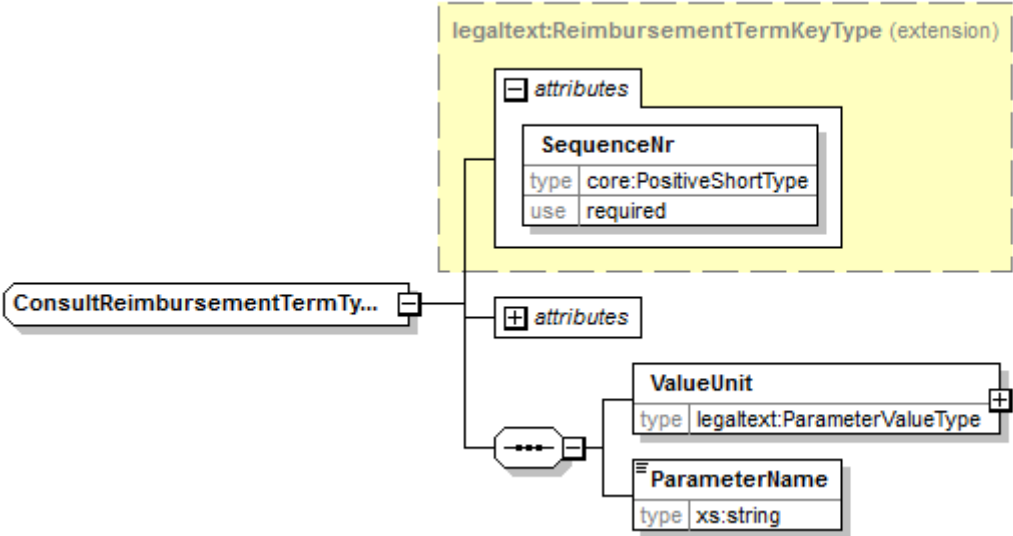 legaltext:ReimbursementTermKeyType (extension)
attributes
SequenceNr
type core:PositiveShortType
use required
ConsultReimbursementTermTy...
attributes
ValueUnit
type legaltext:ParameterValueType
ParameterName
type xs:string